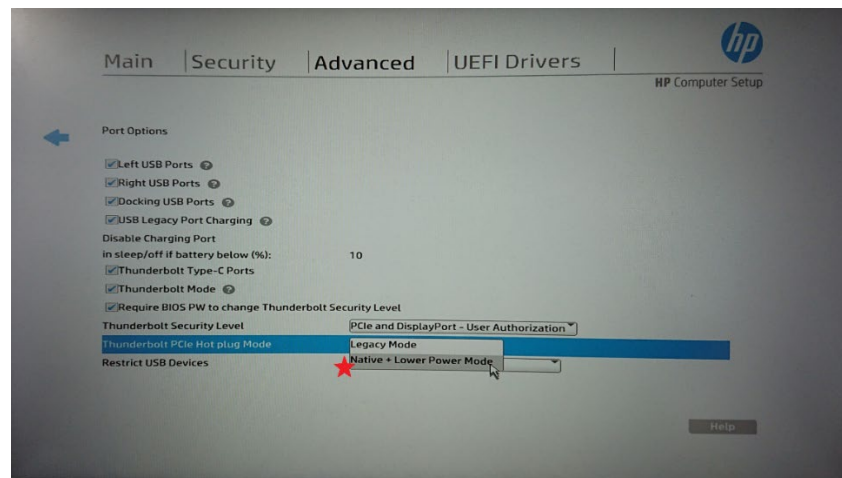 hp
Main Security Advanced UEFI Drivers
HP Computer Setup
Port Options
Left USB Ports ?
Right USB Ports ?
Docking USB Ports ?
USB Legacy Port Charging ?
Disable Charging Port
in sleep/off if battery below (%): 10
Thunderbolt Type-C Ports
Thunderbolt Mode ?
Require BIOS PW to change Thunderbolt Security Level
Thunderbolt Security Level PCIe and DisplayPort - User Authorization
Thunderbolt PCIe Hot plug Mode Legacy Mode
Native + Lower Power Mode
Restrict USB Devices
Help